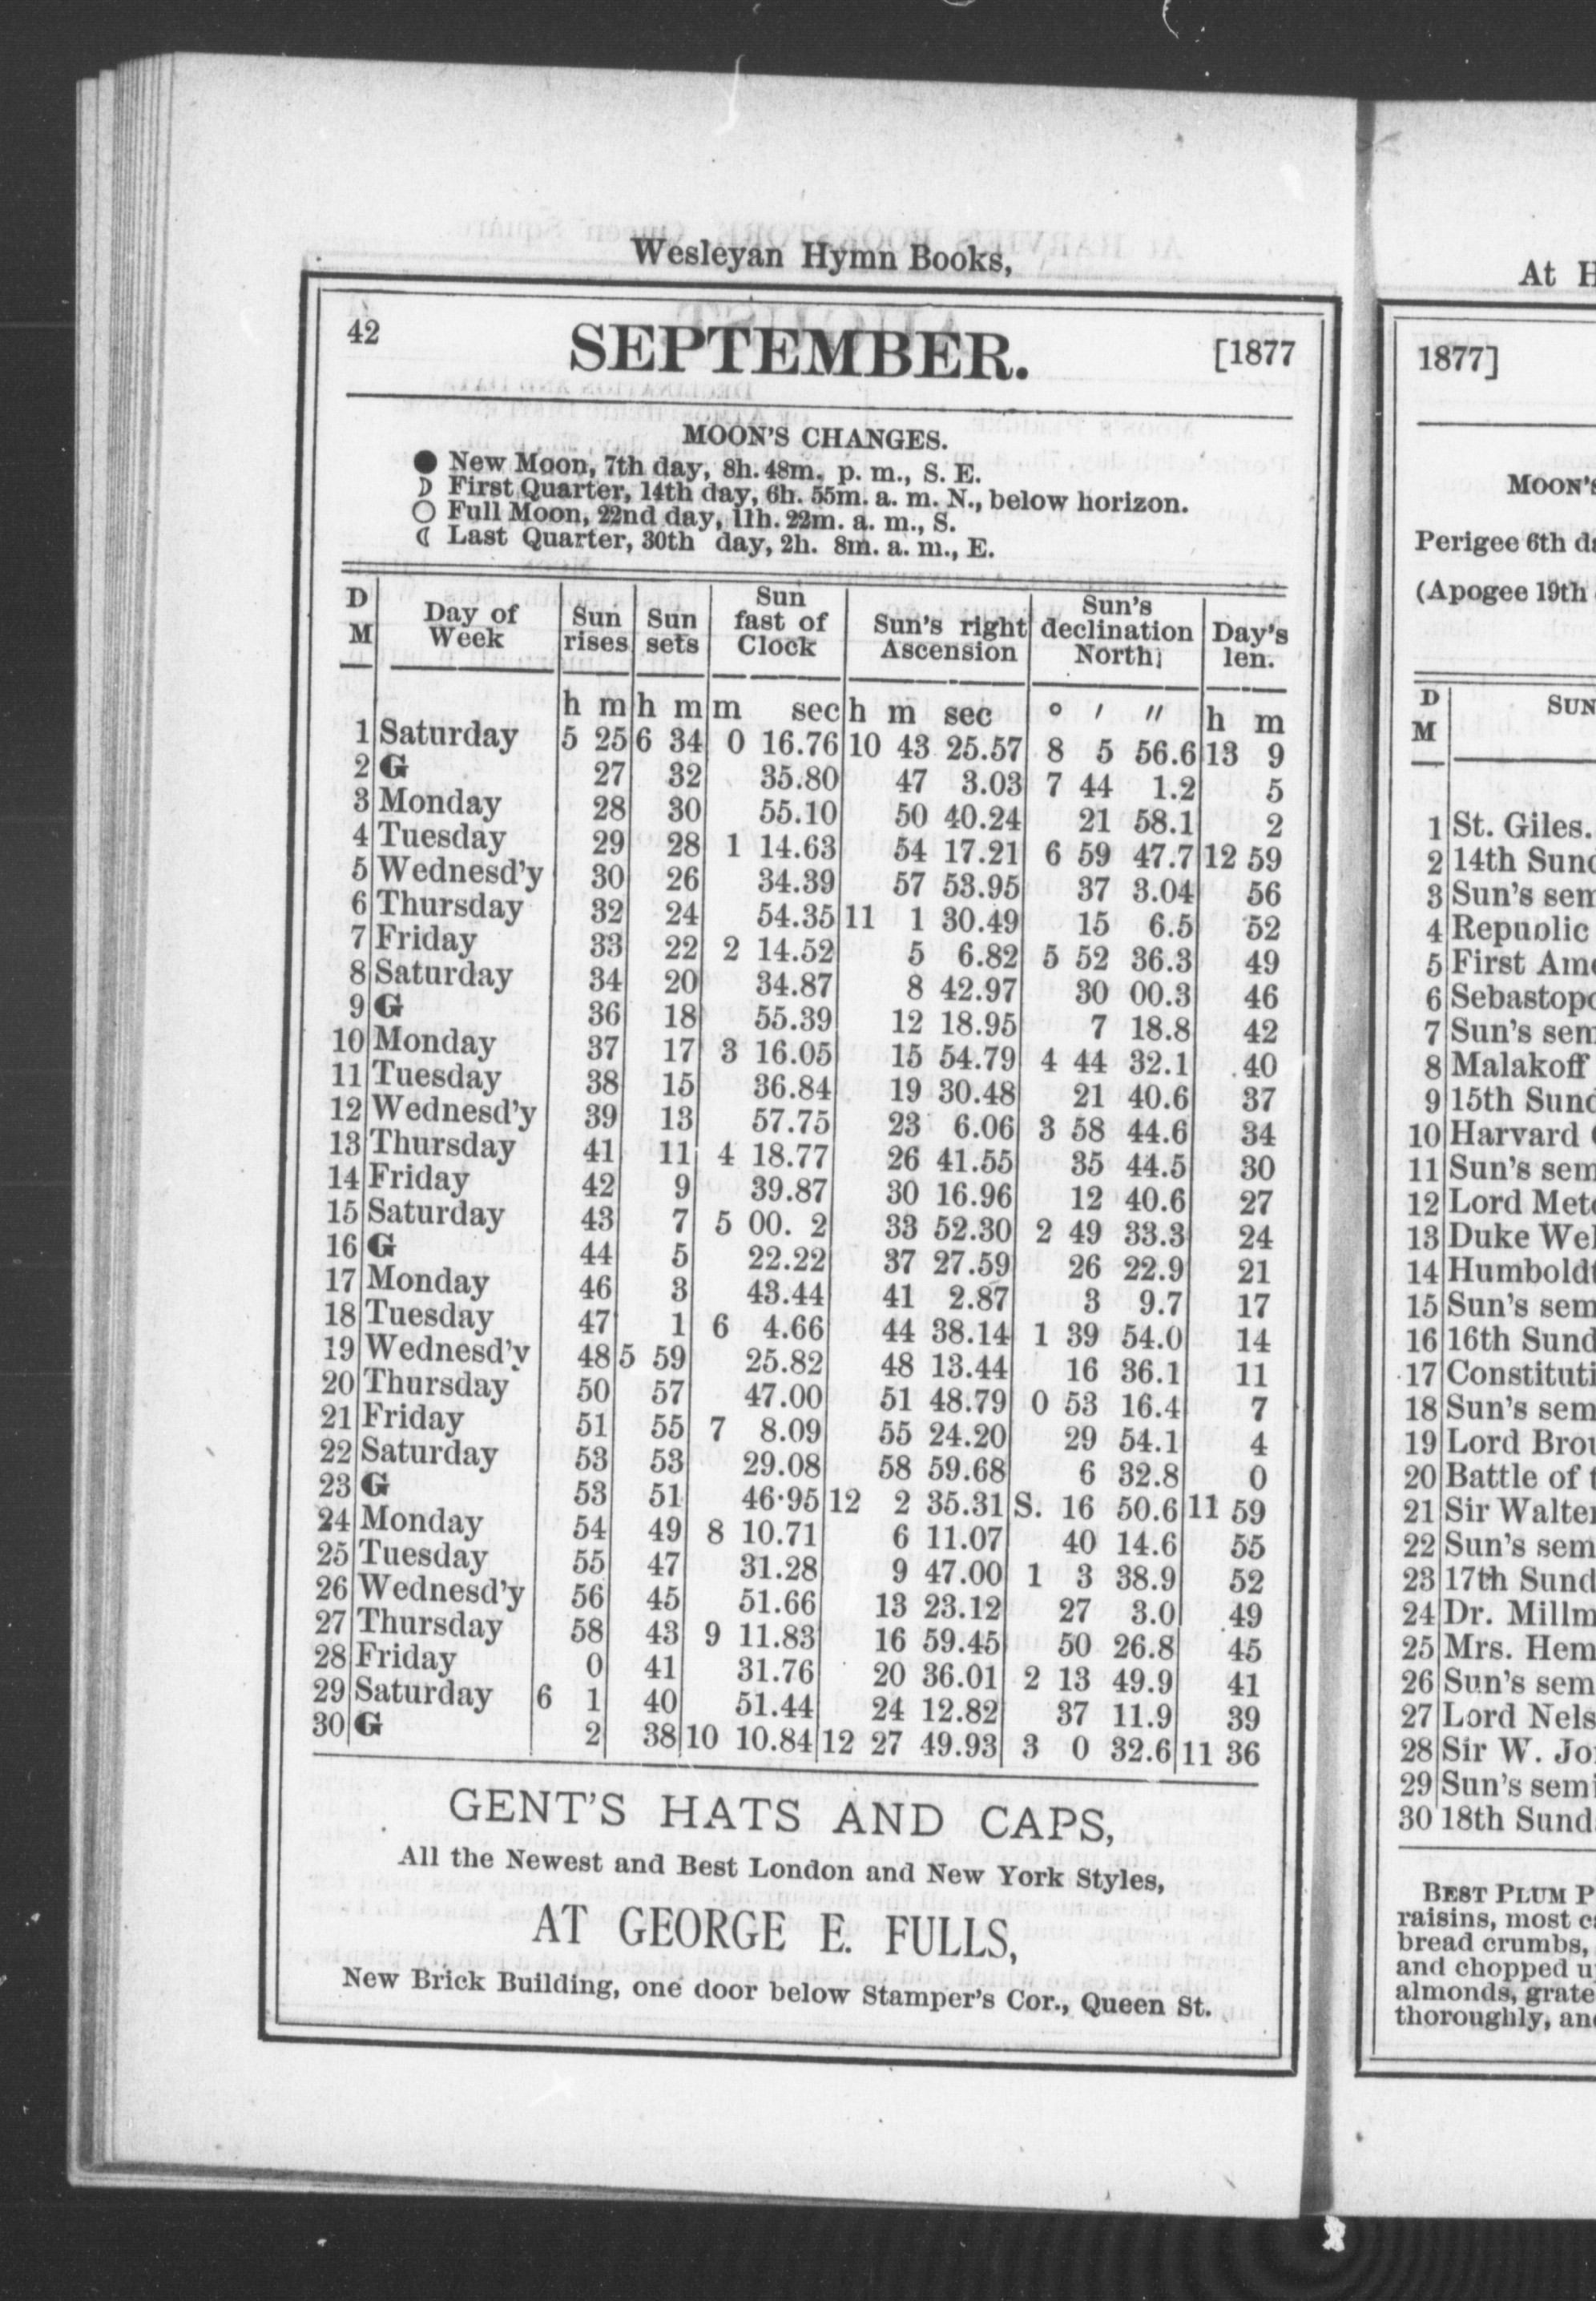 Wesleyan Hymn Books,
42 SEPTEMBER. [1877
MOON'S CHANGES.
● New Moon, 7th day, 8h. 48m. p. m., S. E.
☽ First Quarter, 14th day, 6h. 55m. a. m. N., below horizon.
○ Full Moon, 22nd day, 11h. 22m. a. m., S.
☾ Last Quarter, 30th day, 2h. 8m. a. m., E.
D M | Day of Week | Sun rises | Sun sets | Sun fast of Clock | Sun's right Ascension | Sun's declination North | Day's len.
h m | h m | m sec | h m sec | ° ′ ″ | h m
1 Saturday 5 25 6 34 0 16.76 10 43 25.57 8 5 56.6 13 9
2 G 27 32 35.80 47 3.03 7 44 1.2 5
3 Monday 28 30 55.10 50 40.24 21 58.1 2
4 Tuesday 29 28 1 14.63 54 17.21 6 59 47.7 12 59
5 Wednesd'y 30 26 34.39 57 53.95 37 3.04 56
6 Thursday 32 24 54.35 11 1 30.49 15 6.5 52
7 Friday 33 22 2 14.52 5 6.82 5 52 36.3 49
8 Saturday 34 20 34.87 8 42.97 30 00.3 46
9 G 36 18 55.39 12 18.95 7 18.8 42
10 Monday 37 17 3 16.05 15 54.79 4 44 32.1 40
11 Tuesday 38 15 36.84 19 30.48 21 40.6 37
12 Wednesd'y 39 13 57.75 23 6.06 3 58 44.6 34
13 Thursday 41 11 4 18.77 26 41.55 35 44.5 30
14 Friday 42 9 39.87 30 16.96 12 40.6 27
15 Saturday 43 7 5 00. 2 33 52.30 2 49 33.3 24
16 G 44 5 22.22 37 27.59 26 22.9 21
17 Monday 46 3 43.44 41 2.87 3 9.7 17
18 Tuesday 47 1 6 4.66 44 38.14 1 39 54.0 14
19 Wednesd'y 48 5 59 25.82 48 13.44 16 36.1 11
20 Thursday 50 57 47.00 51 48.79 0 53 16.4 7
21 Friday 51 55 7 8.09 55 24.20 29 54.1 4
22 Saturday 53 53 29.08 58 59.68 6 32.8 0
23 G 53 51 46·95 12 2 35.31 S. 16 50.6 11 59
24 Monday 54 49 8 10.71 6 11.07 40 14.6 55
25 Tuesday 55 47 31.28 9 47.00 1 3 38.9 52
26 Wednesd'y 56 45 51.66 13 23.12 27 3.0 49
27 Thursday 58 43 9 11.83 16 59.45 50 26.8 45
28 Friday 0 41 31.76 20 36.01 2 13 49.9 41
29 Saturday 6 1 40 51.44 24 12.82 37 11.9 39
30 G 2 38 10 10.84 12 27 49.93 3 0 32.6 11 36
GENT'S HATS AND CAPS,
All the Newest and Best London and New York Styles,
AT GEORGE E. FULLS,
New Brick Building, one door below Stamper's Cor., Queen St.
At H
1877]
MOON'S
Perigee 6th da
(Apogee 19th
D M SUN
1 St. Giles.
2 14th Sund
3 Sun's sem
4 Republic
5 First Ame
6 Sebastopo
7 Sun's sem
8 Malakoff
9 15th Sund
10 Harvard
11 Sun's sem
12 Lord Metc
13 Duke Wel
14 Humboldt
15 Sun's sem
16 16th Sund
17 Constituti
18 Sun's sem
19 Lord Brou
20 Battle of t
21 Sir Walter
22 Sun's sem
23 17th Sund
24 Dr. Millm
25 Mrs. Hem
26 Sun's sem
27 Lord Nels
28 Sir W. Jo
29 Sun's semi
30 18th Sund
BEST PLUM P
raisins, most c
bread crumbs,
and chopped u
almonds, grate
thoroughly, an